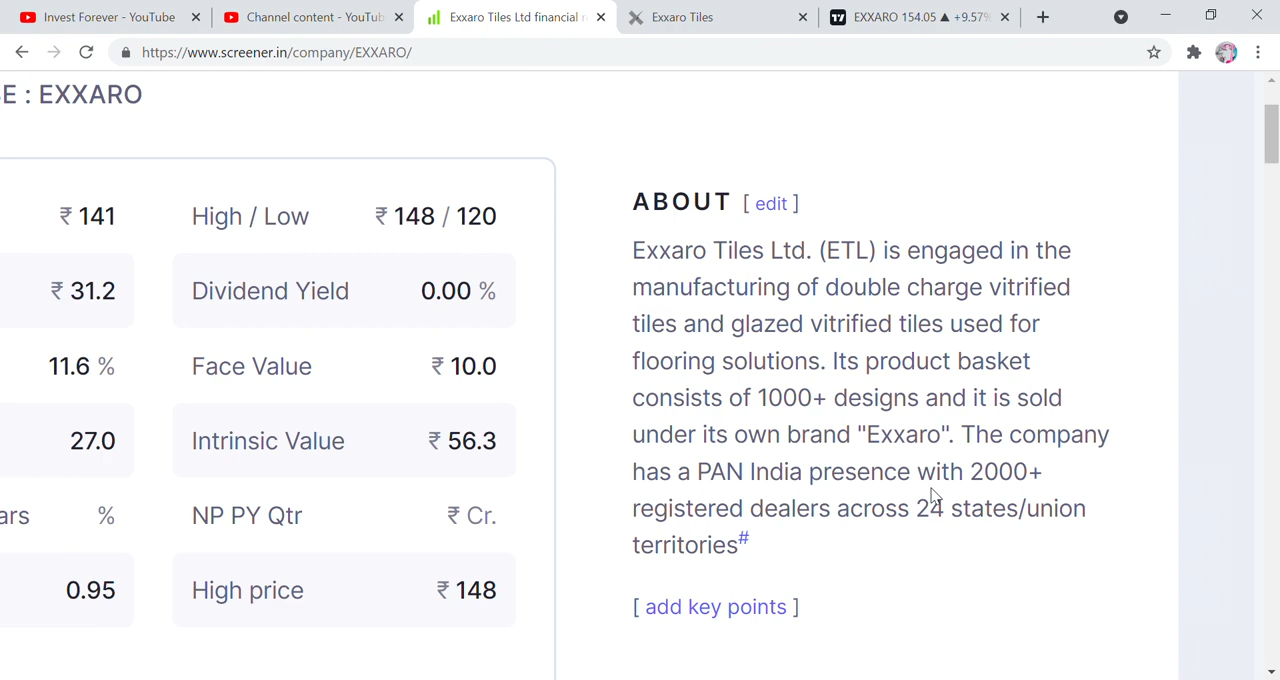 Invest Forever - YouTube
Channel content - YouTub
Exxaro Tiles Ltd financial r
Exxaro Tiles
EXXARO 154.05 ▲ +9.57%
https://www.screener.in/company/EXXARO/
E : EXXARO
₹ 141
High / Low ₹ 148 / 120
₹ 31.2
Dividend Yield 0.00 %
11.6 %
Face Value ₹ 10.0
27.0
Intrinsic Value ₹ 56.3
ars %
NP PY Qtr ₹ Cr.
0.95
High price ₹ 148
ABOUT [ edit ]
Exxaro Tiles Ltd. (ETL) is engaged in the
manufacturing of double charge vitrified
tiles and glazed vitrified tiles used for
flooring solutions. Its product basket
consists of 1000+ designs and it is sold
under its own brand "Exxaro". The company
has a PAN India presence with 2000+
registered dealers across 24 states/union
territories#
[ add key points ]